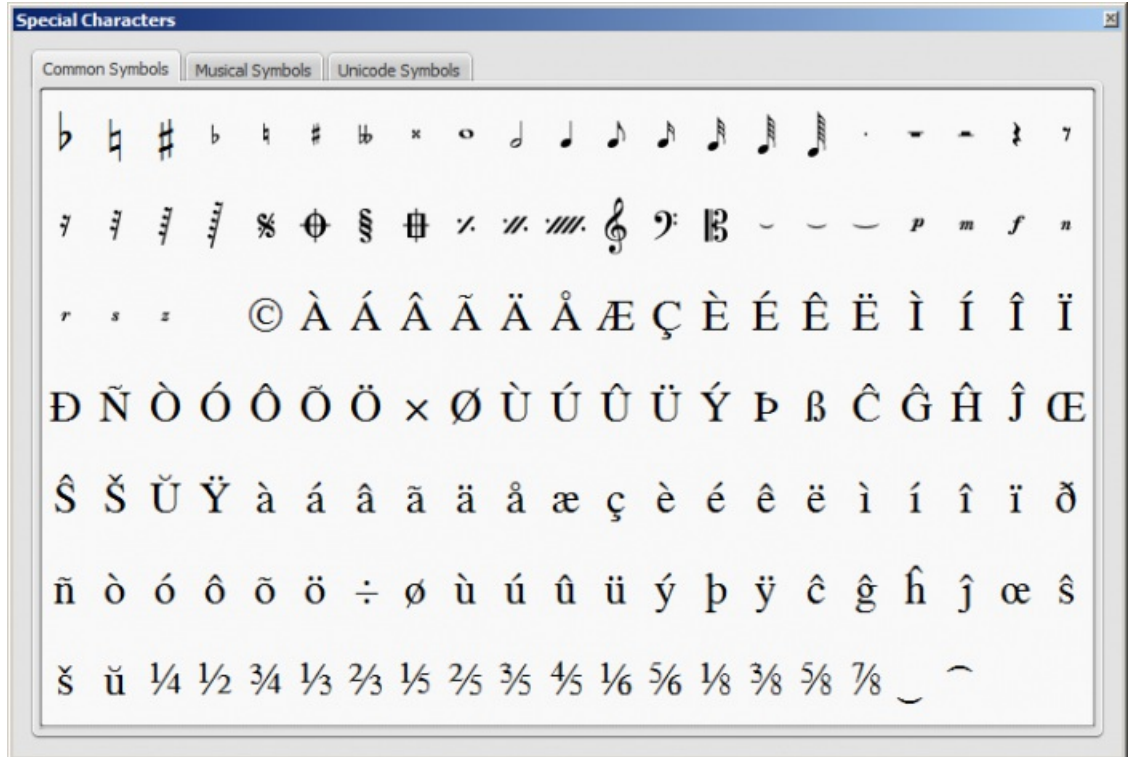 Special Characters
Common Symbols Musical Symbols Unicode Symbols
♭ ♮ ♯ ♭ ♮ ♯ 𝄫 𝄪 𝅝 𝅗𝅥 𝅘𝅥 𝅘𝅥𝅮 𝅘𝅥𝅯 𝅘𝅥𝅰 𝅘𝅥𝅱 𝅘𝅥𝅲 . 𝄻 𝄼 𝄽 𝄾
𝄿 𝅀 𝅁 𝅂 𝄋 𝄌 § 𝄞 𝄢 𝄡 ‿ ‿ ‿ p m f n
r s z © À Á Â Ã Ä Å Æ Ç È É Ê Ë Ì Í Î Ï
Ð Ñ Ò Ó Ô Õ Ö × Ø Ù Ú Û Ü Ý Þ ß Ĉ Ĝ Ĥ Ĵ Œ
Ŝ Š Ŭ Ÿ à á â ã ä å æ ç è é ê ë ì í î ï ð
ñ ò ó ô õ ö ÷ ø ù ú û ü ý þ ÿ ĉ ĝ ĥ ĵ œ ŝ
š ŭ ¼ ½ ¾ ⅓ ⅔ ⅕ ⅖ ⅗ ⅘ ⅙ ⅚ ⅛ ⅜ ⅝ ⅞ ‿ ⁀